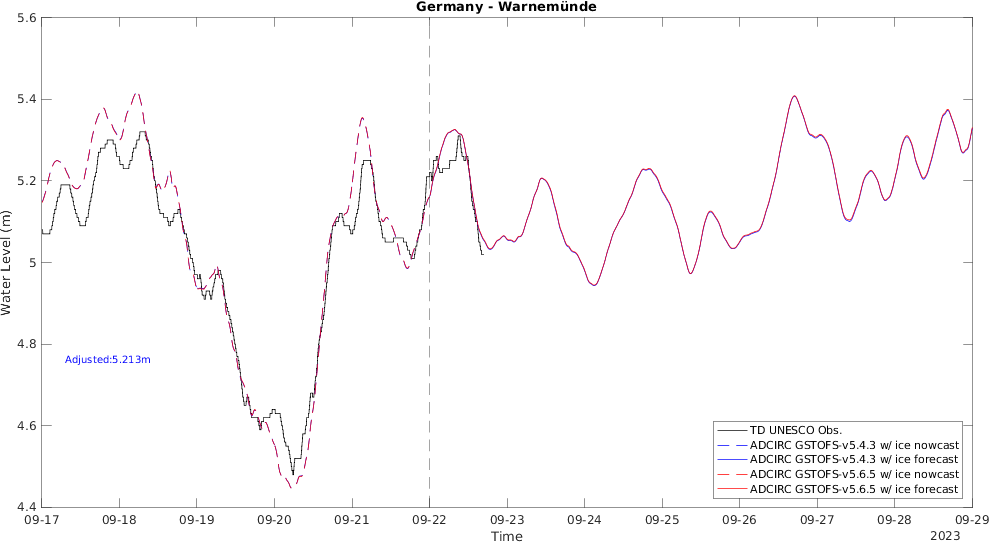 Germany - Warnemünde
5.6
5.4
5.2
5
4.8
4.6
4.4
Water Level (m)
Adjusted:5.213m
TD UNESCO Obs.
ADCIRC GSTOFS-v5.4.3 w/ ice nowcast
ADCIRC GSTOFS-v5.4.3 w/ ice forecast
ADCIRC GSTOFS-v5.6.5 w/ ice nowcast
ADCIRC GSTOFS-v5.6.5 w/ ice forecast
09-17 09-18 09-19 09-20 09-21 09-22 09-23 09-24 09-25 09-26 09-27 09-28 09-29
Time
2023